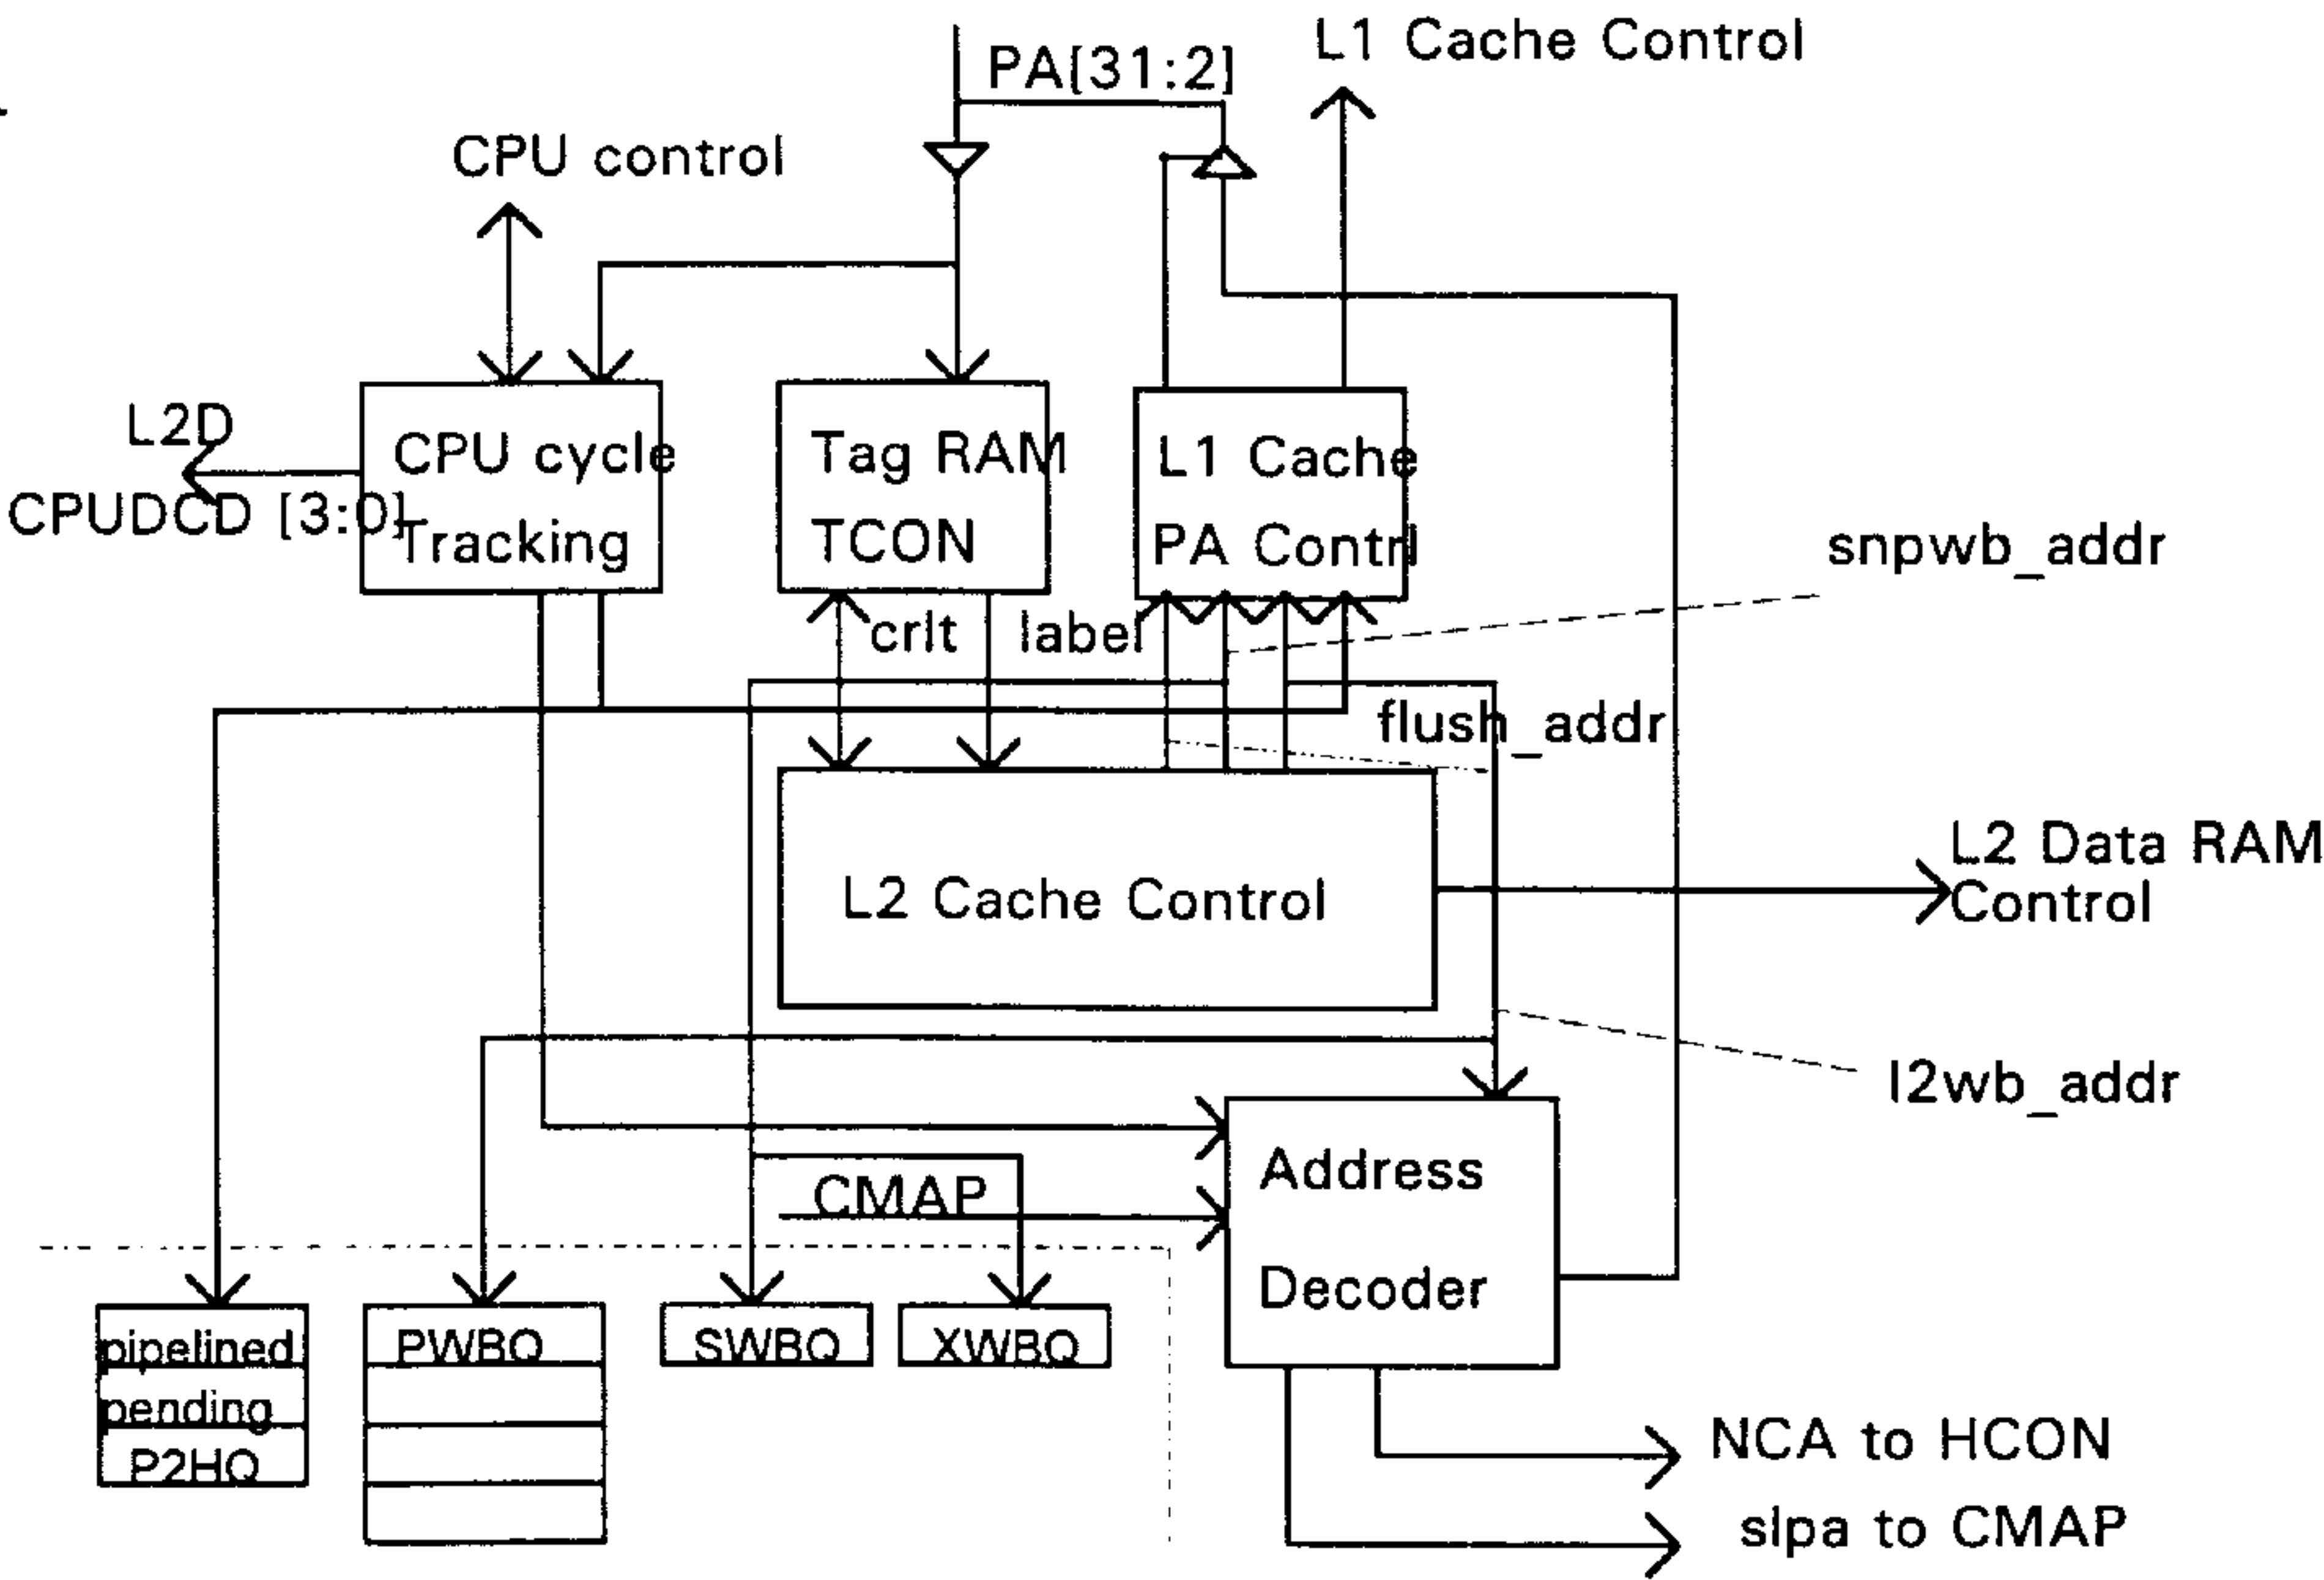 PA[31:2]
L1 Cache Control
CPU control
L2D
CPUDCD [3:0]
CPU cycle
Tracking
Tag RAM
TCON
L1 Cache
PA Contrl
snpwb_addr
crlt
label
flush_addr
L2 Data RAM
Control
L2 Cache Control
l2wb_addr
Address
Decoder
CMAP
pipelined
pending
P2HQ
PWBQ
SWBQ
XWBQ
NCA to HCON
slpa to CMAP